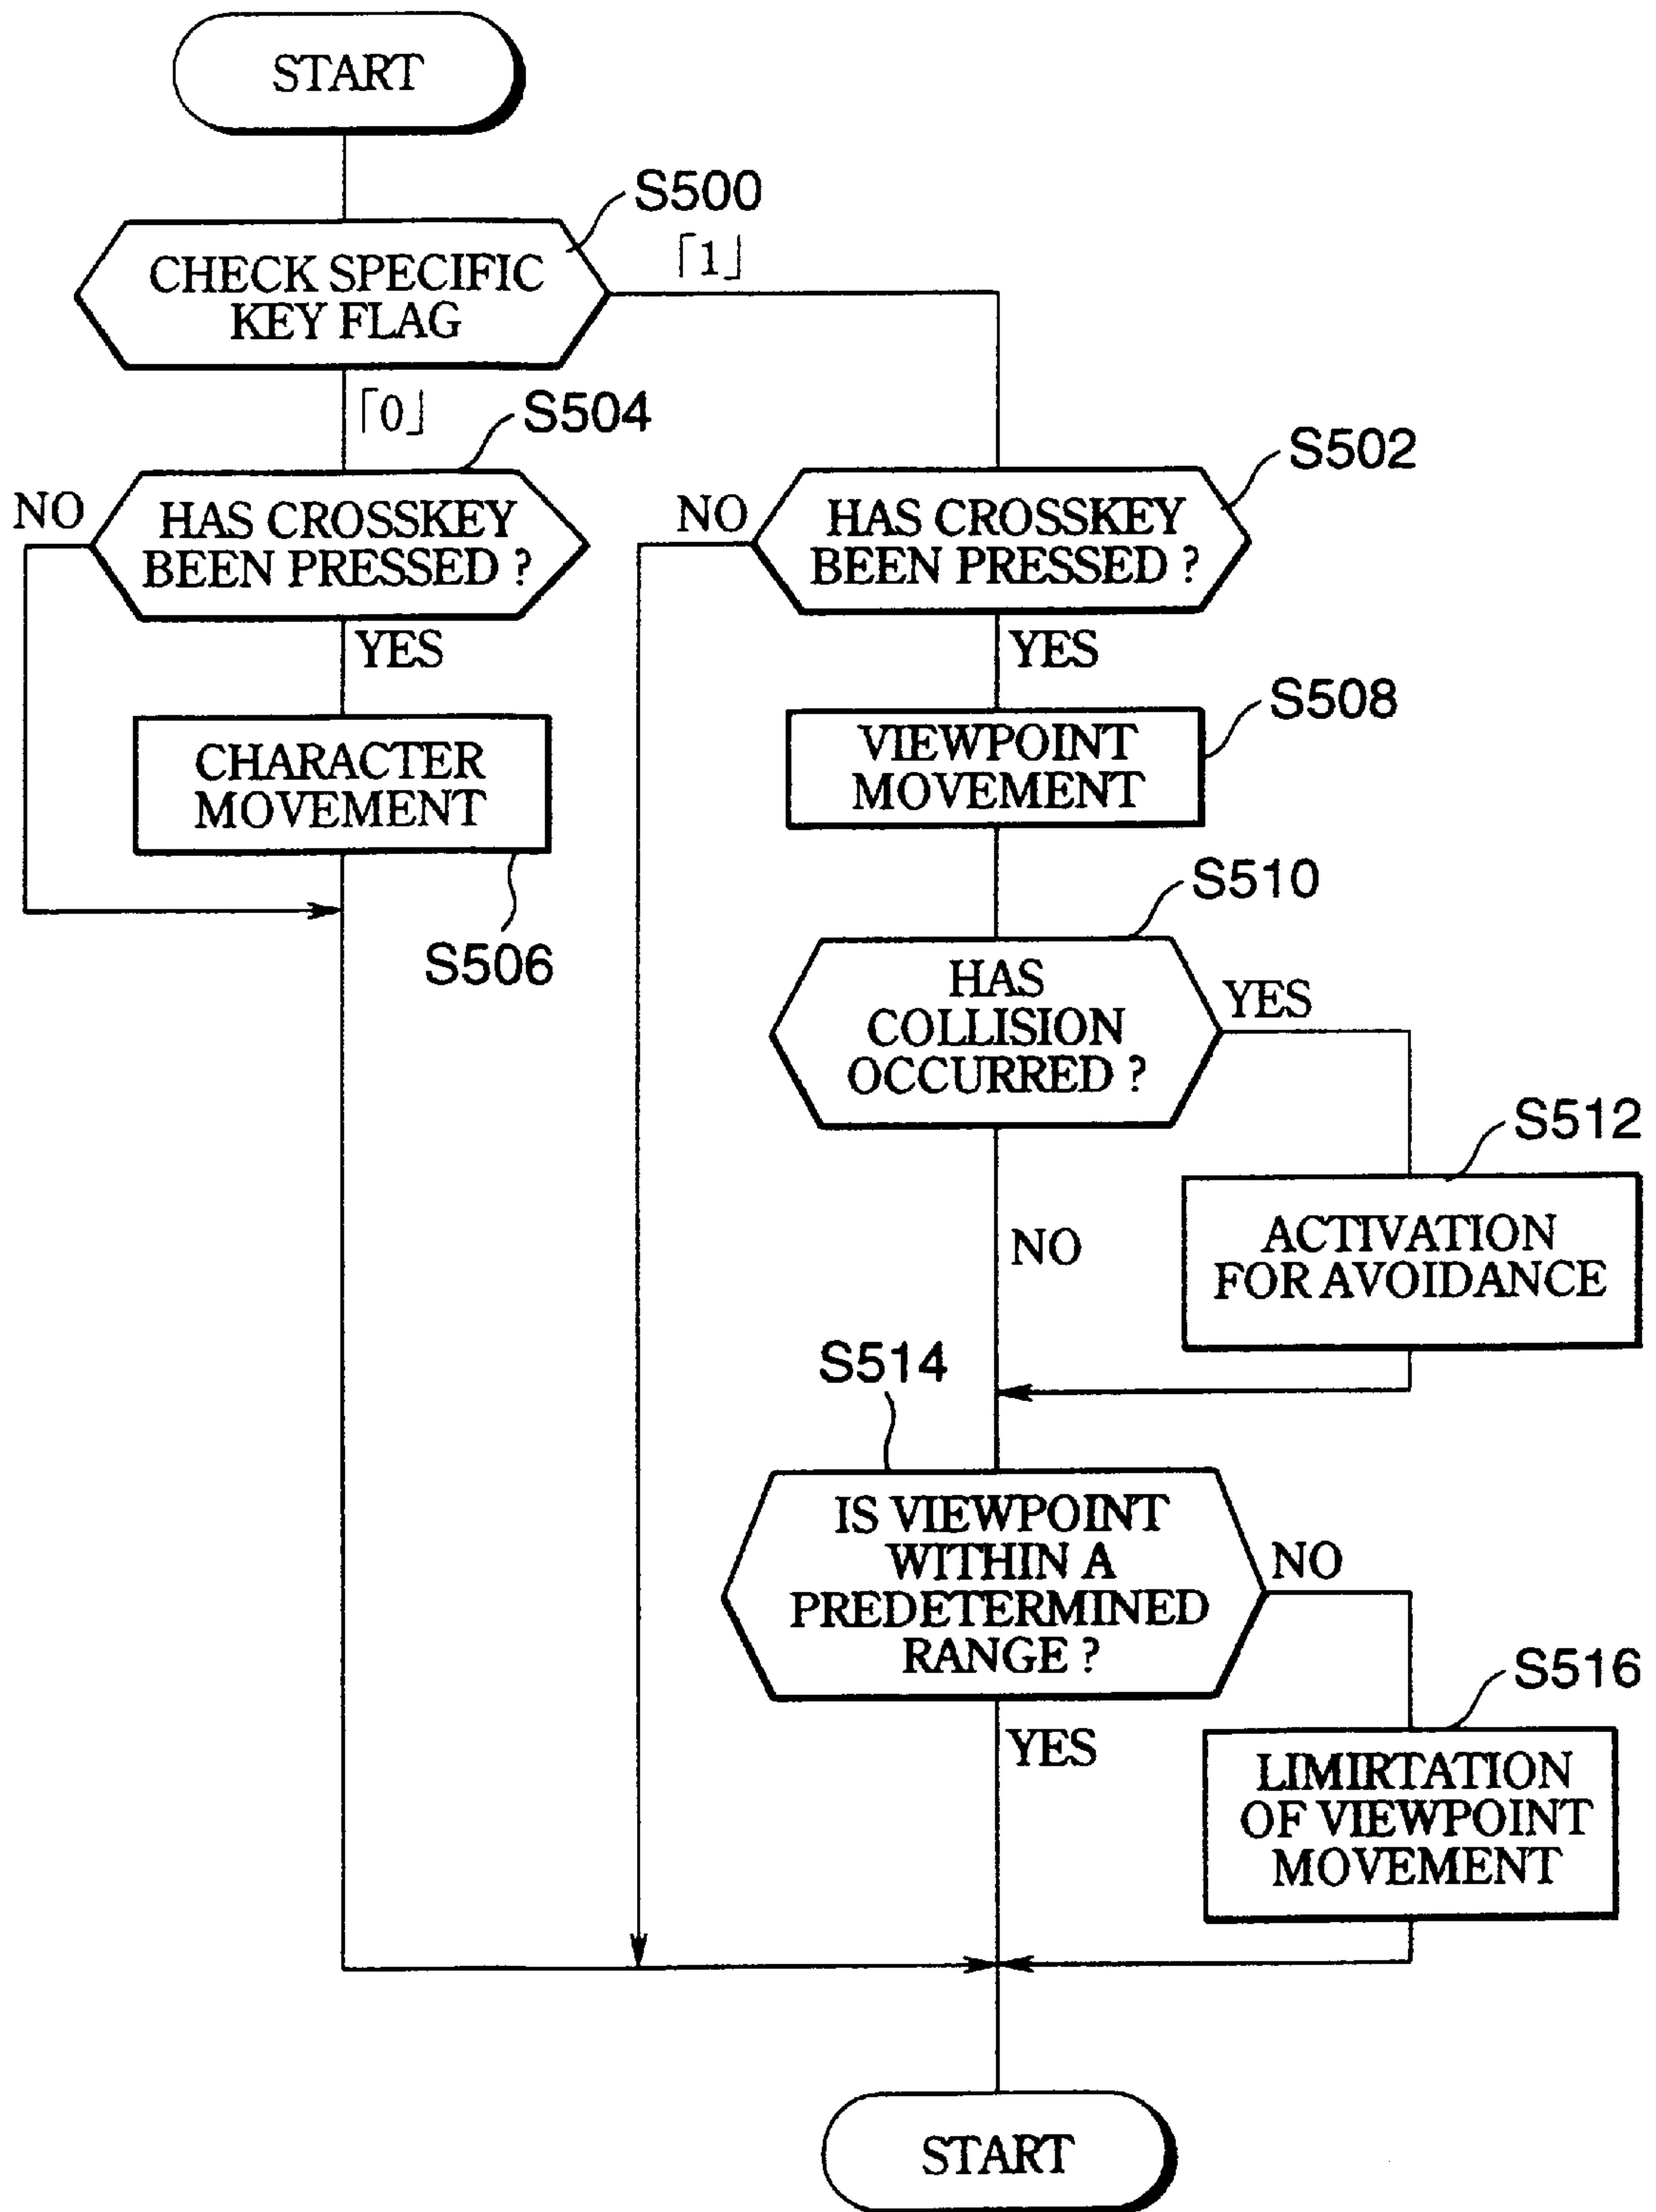 START
S500
「1」
CHECK SPECIFIC
KEY FLAG
「0」
S504
S502
NO
HAS CROSSKEY
BEEN PRESSED ?
YES
NO
HAS CROSSKEY
BEEN PRESSED ?
YES
CHARACTER
MOVEMENT
S506
S508
VIEWPOINT
MOVEMENT
S510
HAS
COLLISION
OCCURRED ?
YES
NO
S512
ACTIVATION
FOR AVOIDANCE
S514
IS VIEWPOINT
WITHIN A
PREDETERMINED
RANGE ?
NO
YES
S516
LIMIRTATION
OF VIEWPOINT
MOVEMENT
START